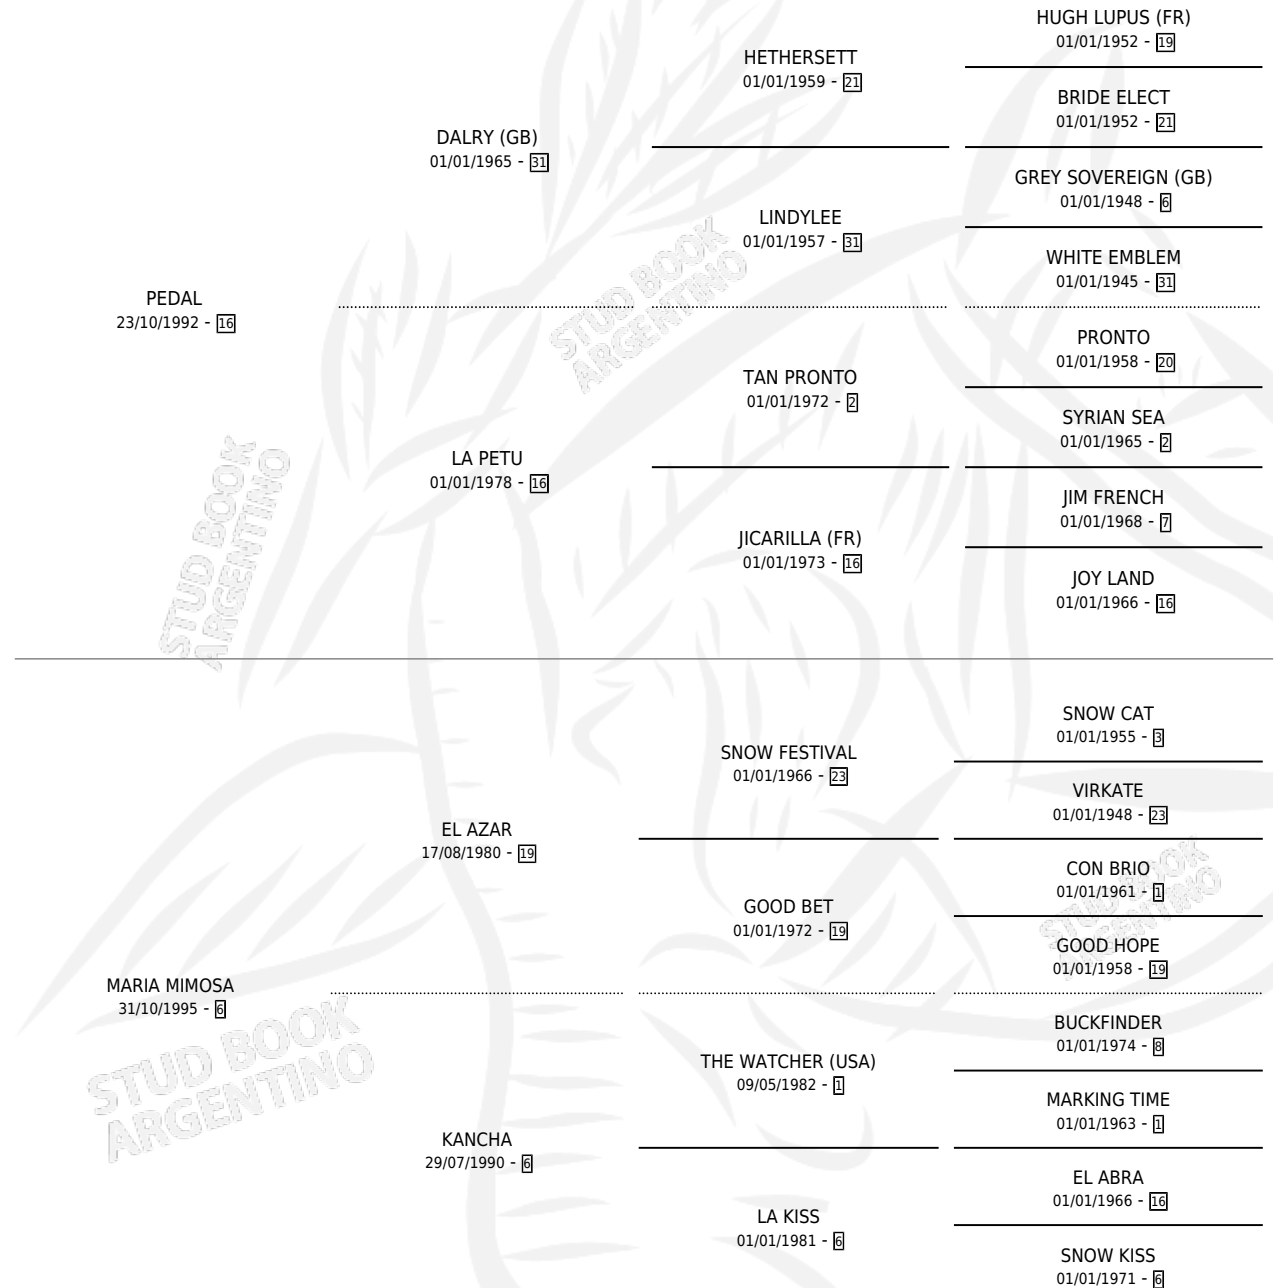 HUGH LUPUS (FR)
01/01/1952 - 19
HETHERSETT
01/01/1959 - 21
BRIDE ELECT
01/01/1952 - 21
DALRY (GB)
01/01/1965 - 31
GREY SOVEREIGN (GB)
01/01/1948 - 6
LINDYLEE
01/01/1957 - 31
WHITE EMBLEM
01/01/1945 - 31
PEDAL
23/10/1992 - 16
STUD BOOK
ARGENTINO
PRONTO
01/01/1958 - 20
TAN PRONTO
01/01/1972 - 2
SYRIAN SEA
01/01/1965 - 2
LA PETU
01/01/1978 - 16
JIM FRENCH
01/01/1968 - 7
JICARILLA (FR)
01/01/1973 - 16
JOY LAND
01/01/1966 - 16
STUD BOOK
ARGENTINO
SNOW CAT
01/01/1955 - 3
SNOW FESTIVAL
01/01/1966 - 23
VIRKATE
01/01/1948 - 23
EL AZAR
17/08/1980 - 19
CON BRIO
01/01/1961 - 1
STUD BOOK
ARGENTINO
GOOD BET
01/01/1972 - 19
GOOD HOPE
01/01/1958 - 19
MARIA MIMOSA
31/10/1995 - 6
STUD BOOK
ARGENTINO
BUCKFINDER
01/01/1974 - 8
THE WATCHER (USA)
09/05/1982 - 1
MARKING TIME
01/01/1963 - 1
KANCHA
29/07/1990 - 6
EL ABRA
01/01/1966 - 16
LA KISS
01/01/1981 - 6
SNOW KISS
01/01/1971 - 6